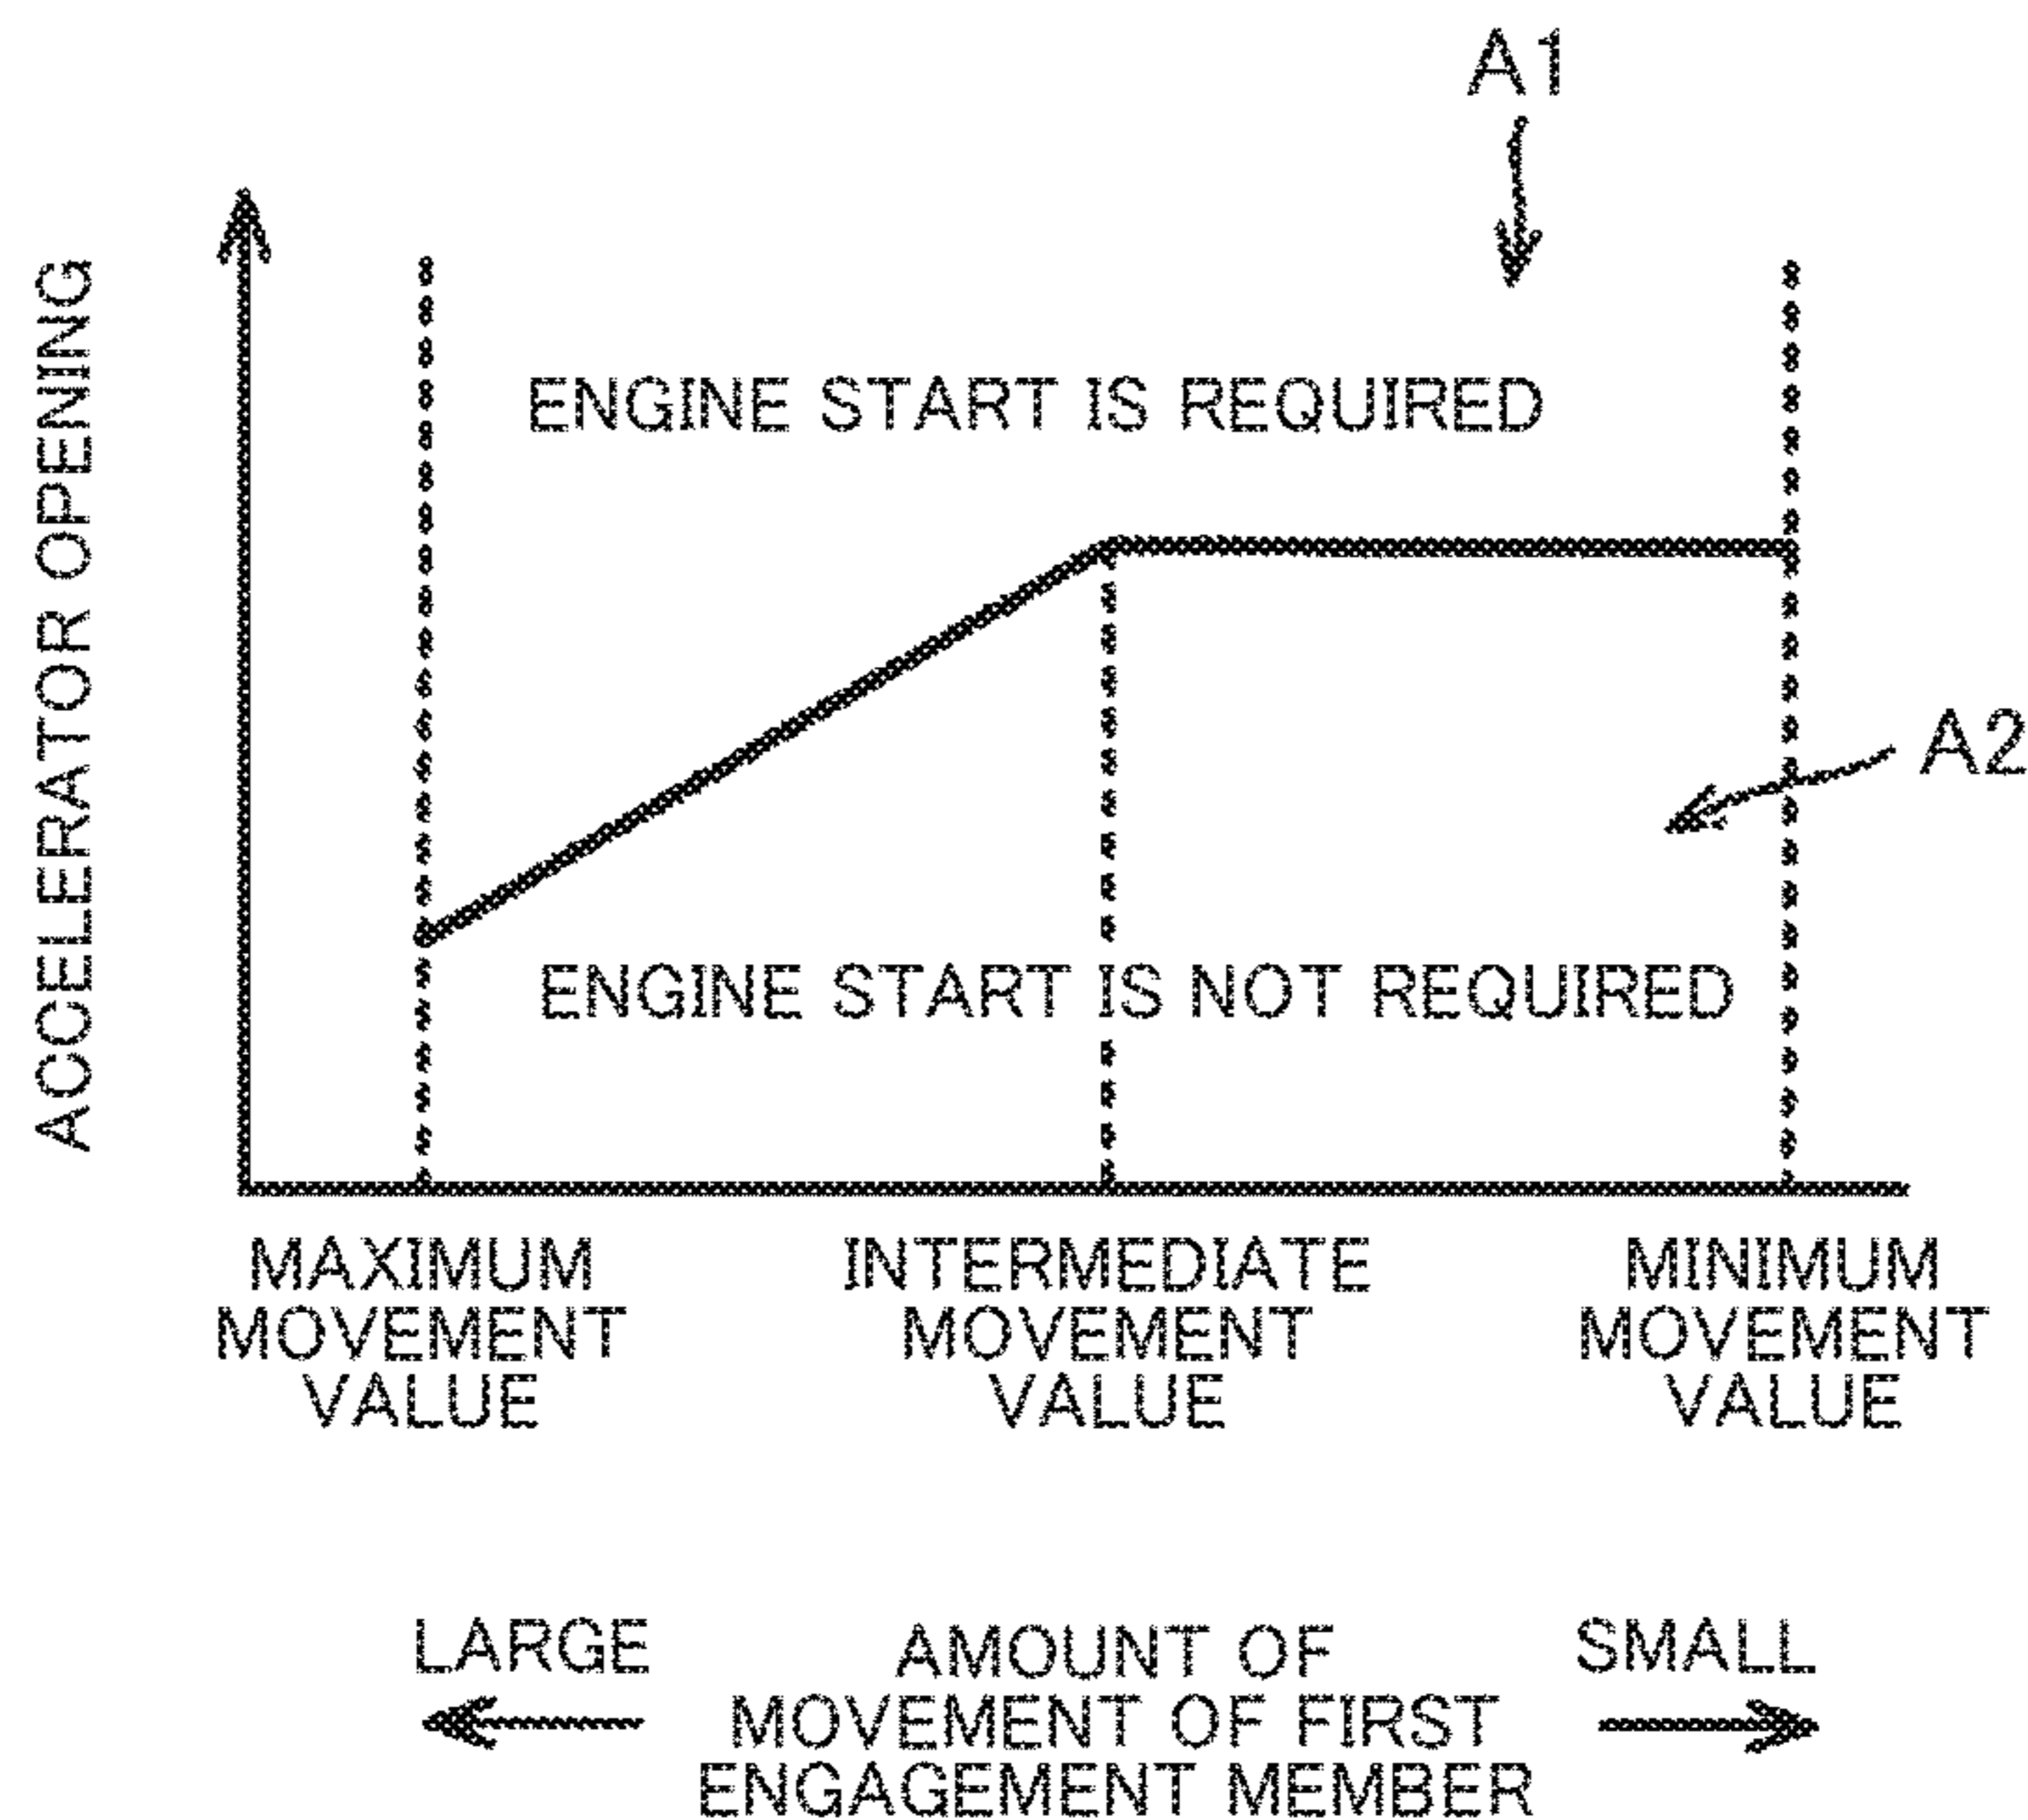 A1
ACCELERATOR OPENING
ENGINE START IS REQUIRED
A2
ENGINE START IS NOT REQUIRED
MAXIMUM
MOVEMENT
VALUE
INTERMEDIATE
MOVEMENT
VALUE
MINIMUM
MOVEMENT
VALUE
LARGE
AMOUNT OF
MOVEMENT OF FIRST
ENGAGEMENT MEMBER
SMALL